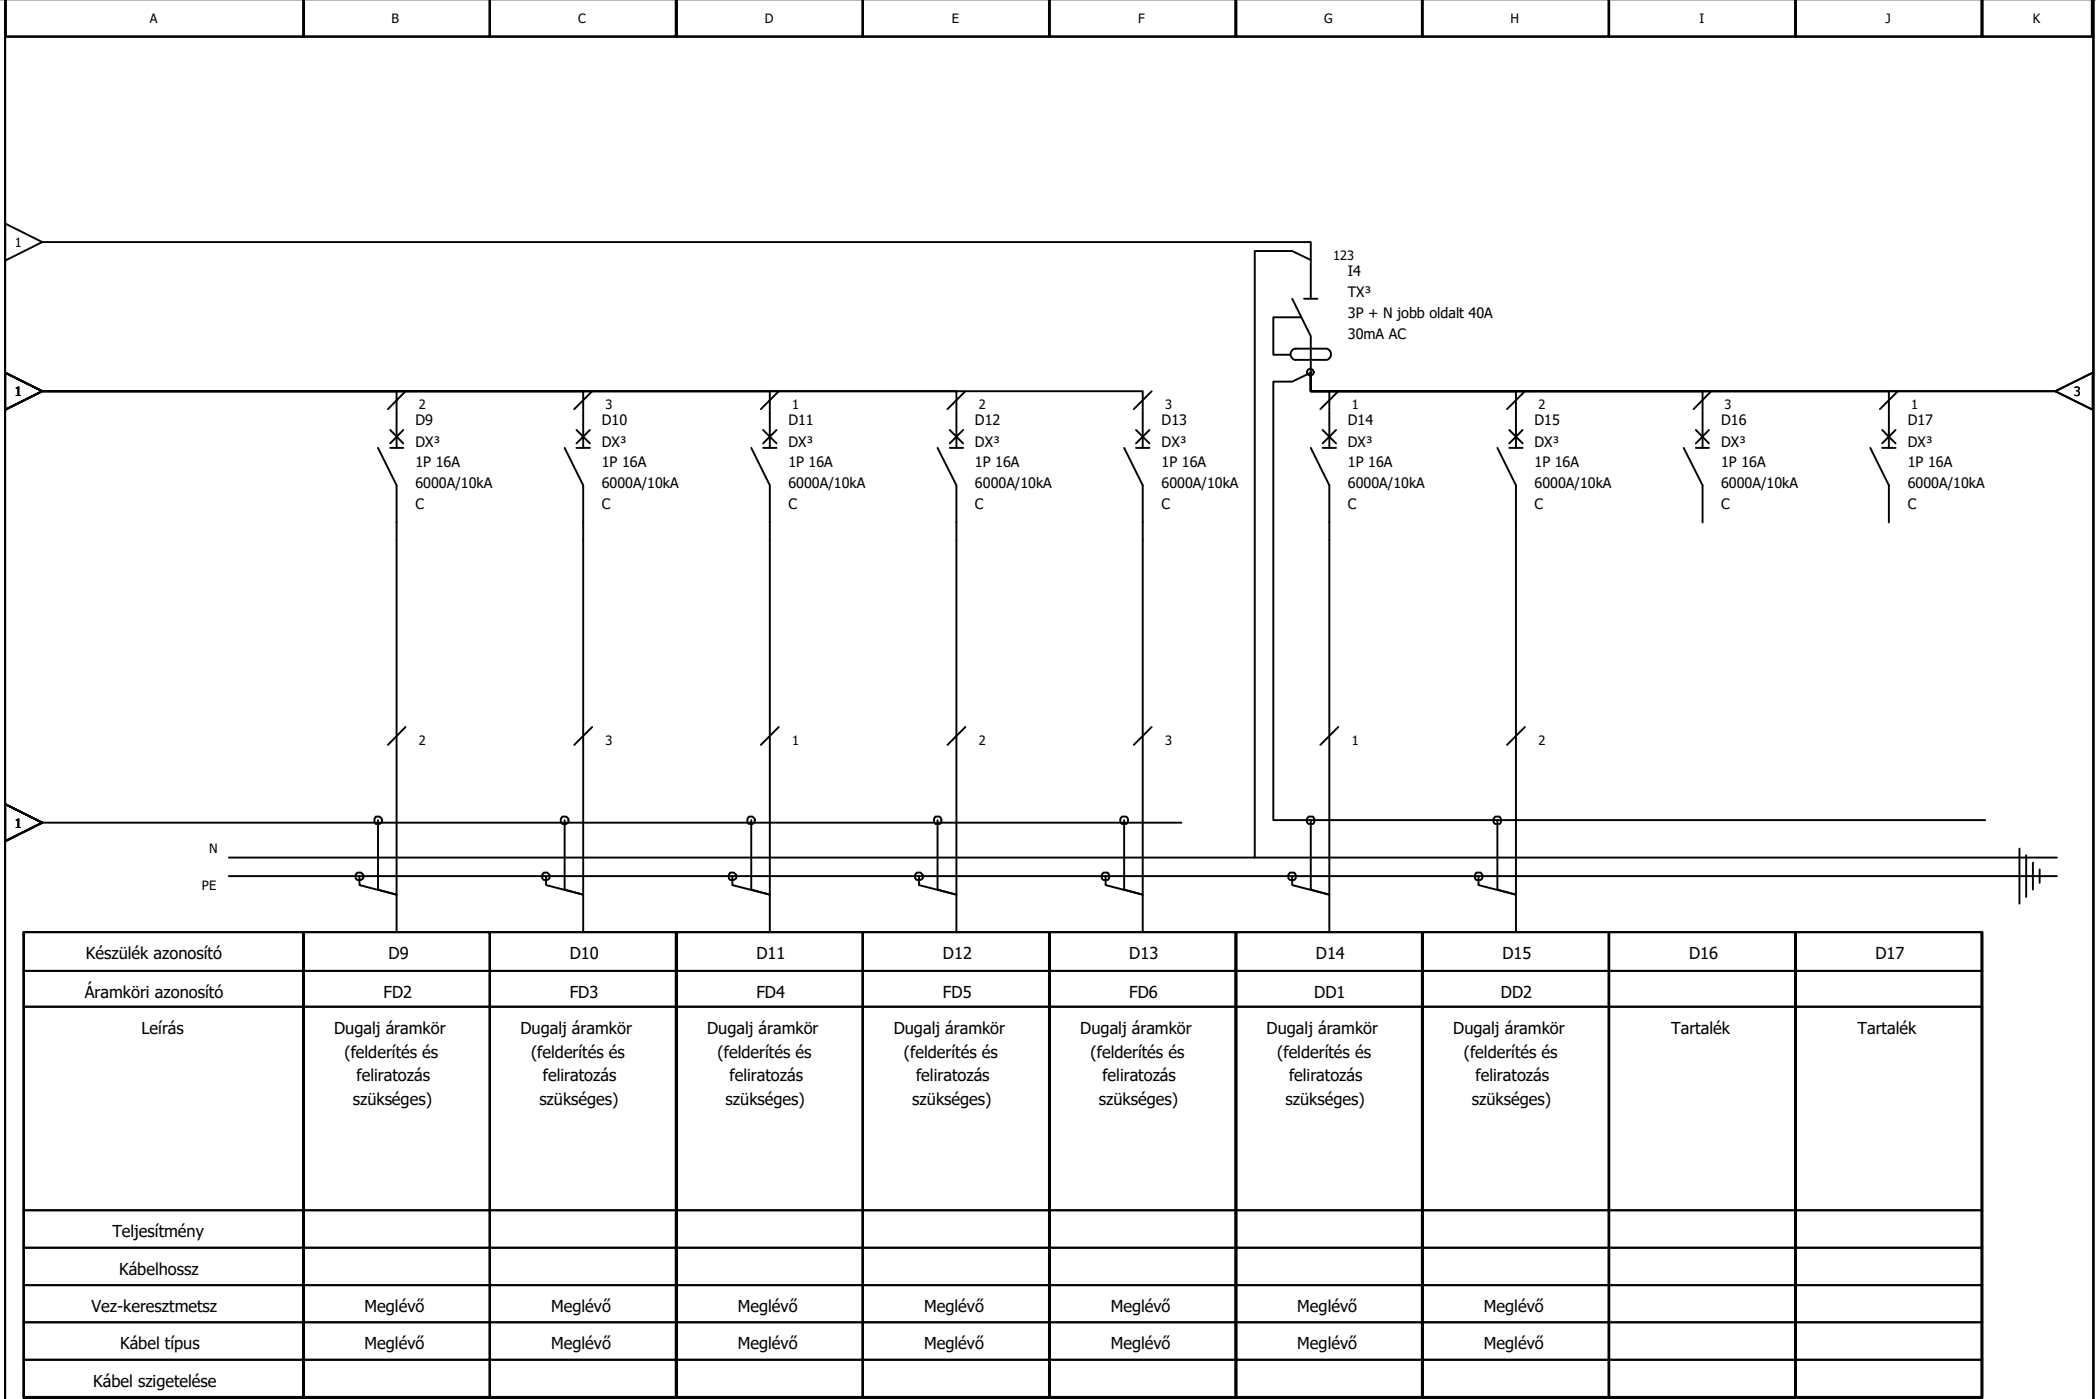 A B C D E F G H I J K
1
123
I4
TX³
3P + N jobb oldalt 40A
30mA AC
1 3
2 3 1 2 3 1 2 3 1
D9 D10 D11 D12 D13 D14 D15 D16 D17
DX³ DX³ DX³ DX³ DX³ DX³ DX³ DX³ DX³
1P 16A 1P 16A 1P 16A 1P 16A 1P 16A 1P 16A 1P 16A 1P 16A 1P 16A
6000A/10kA 6000A/10kA 6000A/10kA 6000A/10kA 6000A/10kA 6000A/10kA 6000A/10kA 6000A/10kA 6000A/10kA
C C C C C C C C C
2 3 1 2 3 1 2
1
N
PE
Készülék azonosító D9 D10 D11 D12 D13 D14 D15 D16 D17
Áramköri azonosító FD2 FD3 FD4 FD5 FD6 DD1 DD2
Leírás Dugalj áramkör Dugalj áramkör Dugalj áramkör Dugalj áramkör Dugalj áramkör Dugalj áramkör Dugalj áramkör Tartalék Tartalék
(felderítés és (felderítés és (felderítés és (felderítés és (felderítés és (felderítés és (felderítés és
feliratozás feliratozás feliratozás feliratozás feliratozás feliratozás feliratozás
szükséges) szükséges) szükséges) szükséges) szükséges) szükséges) szükséges)
Teljesítmény
Kábelhossz
Vez-keresztmetsz Meglévő Meglévő Meglévő Meglévő Meglévő Meglévő Meglévő
Kábel típus Meglévő Meglévő Meglévő Meglévő Meglévő Meglévő Meglévő
Kábel szigetelése